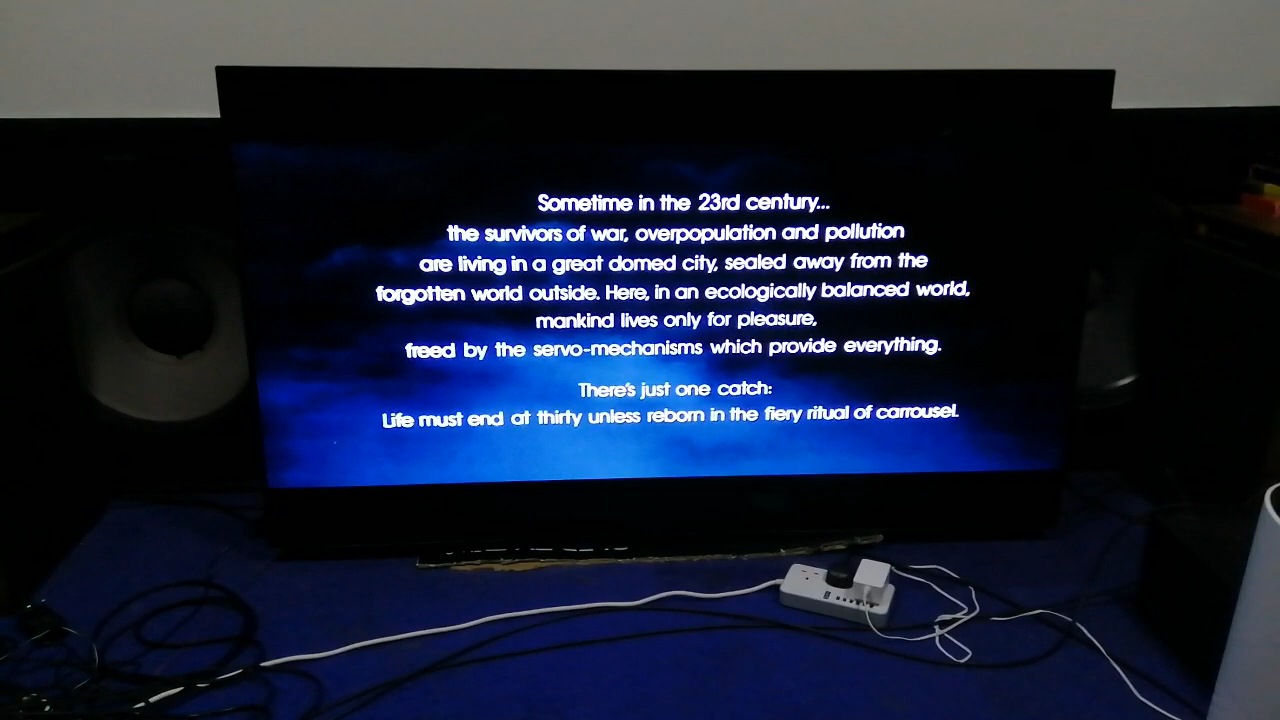 Sometime in the 23rd century...
the survivors of war, overpopulation and pollution
are living in a great domed city, sealed away from the
forgotten world outside. Here, in an ecologically balanced world,
mankind lives only for pleasure,
freed by the servo-mechanisms which provide everything.
There's just one catch:
Life must end at thirty unless reborn in the fiery ritual of carrousel.